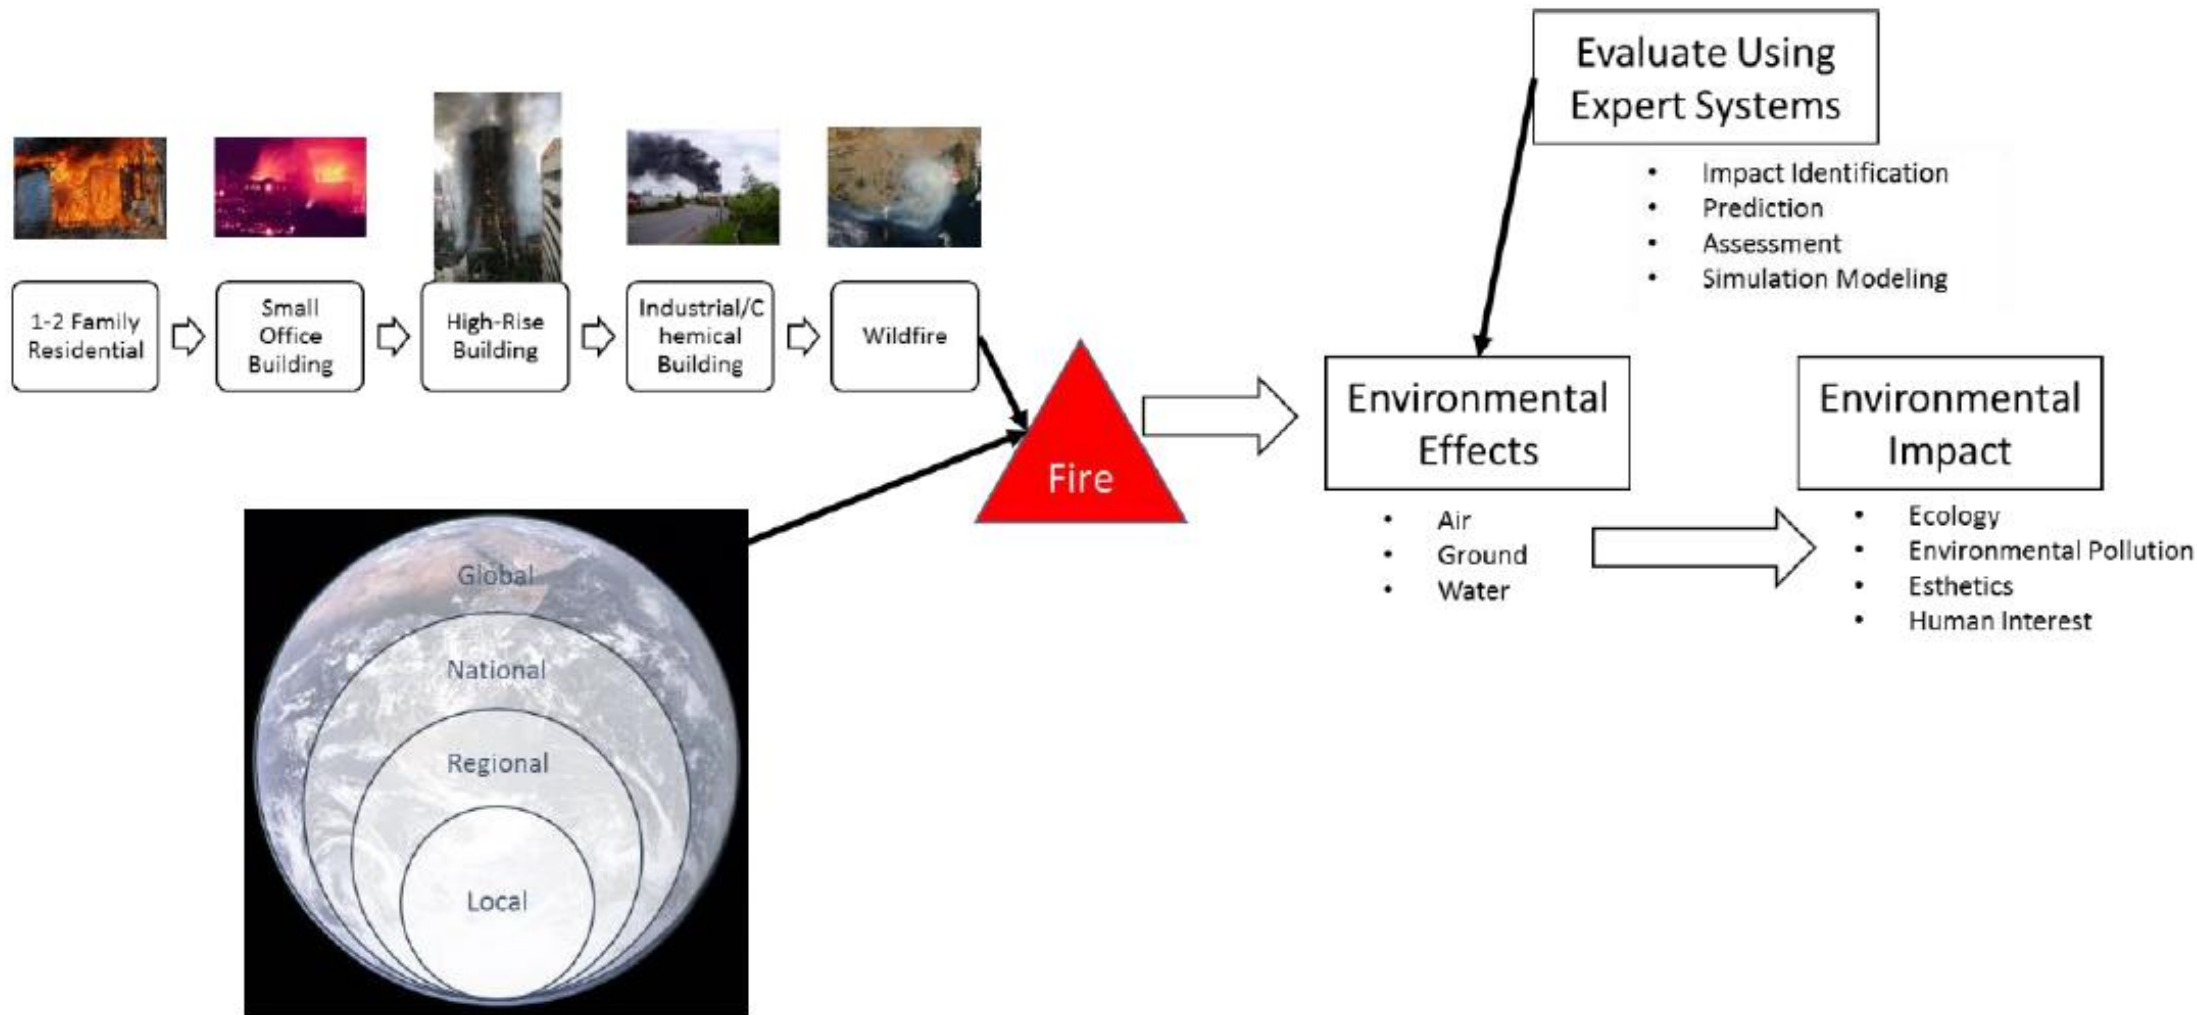 Evaluate Using
Expert Systems
• Impact Identification
• Prediction
• Assessment
• Simulation Modeling
1-2 Family
Residential
Small
Office
Building
High-Rise
Building
Industrial/C
hemical
Building
Wildfire
Fire
Environmental
Effects
• Air
• Ground
• Water
Environmental
Impact
• Ecology
• Environmental Pollution
• Esthetics
• Human Interest
Global
National
Regional
Local